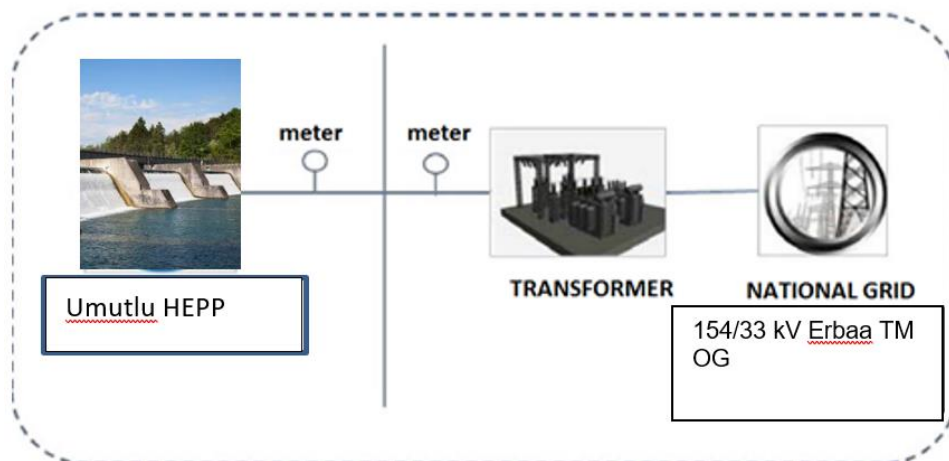 meter
meter
Umutlu HEPP
TRANSFORMER
NATIONAL GRID
154/33 kV Erbaa TM
OG